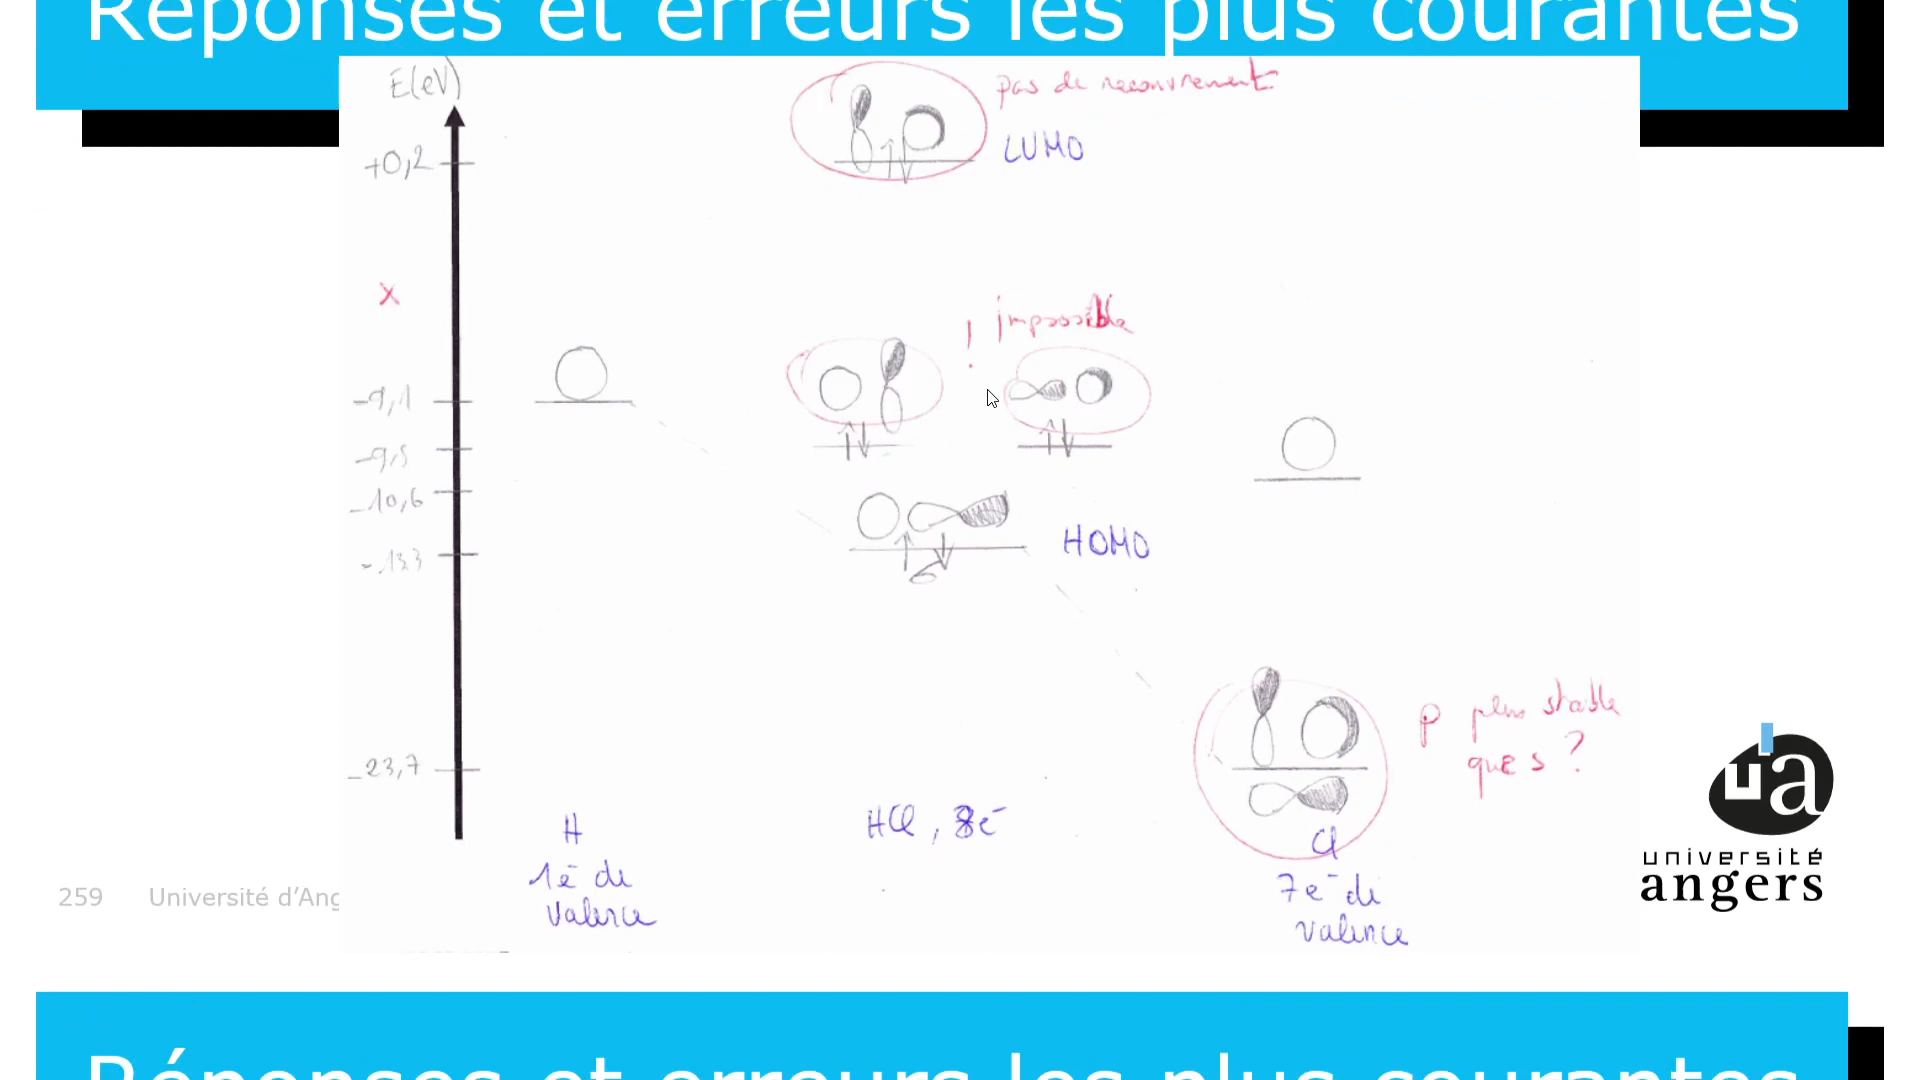 Réponses et erreurs les plus courantes
E(eV)
pas de recouvrement
LUMO
+0,2
x
! impossible
-9,1
-9,5
-10,6
HOMO
-13,3
p plus stable
que s ?
-23,7
H
HCl, 8e-
Cl
1e- de
valence
7e- de
valence
259 Université d'Ang
ua
université
angers
Réponses et erreurs les plus courantes